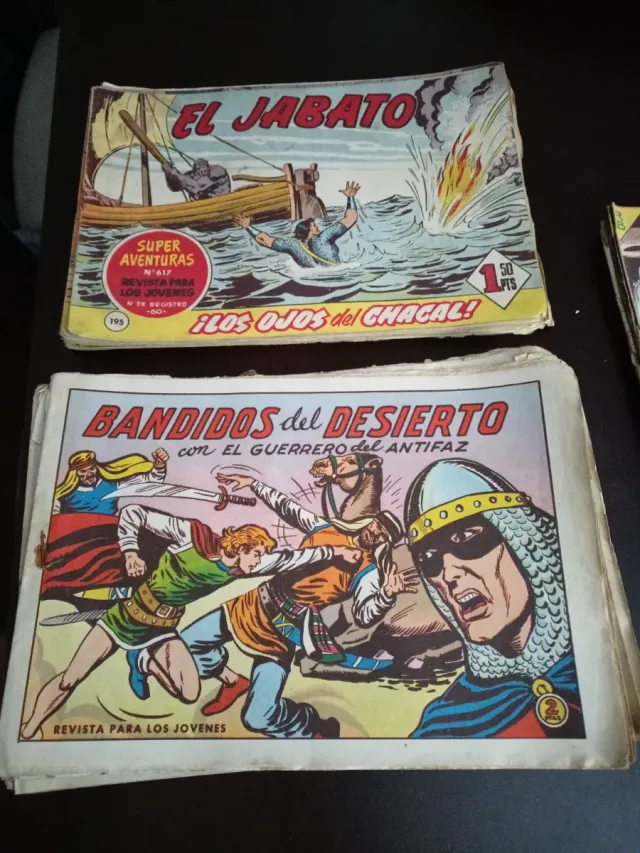 EL JABATO
SUPER
AVENTURAS
Nº 617
REVISTA PARA
LOS JOVENES
N DE REGISTRO
-60-
195
1 50
PTS
¡LOS OJOS del CHACAL!
BANDIDOS del DESIERTO
con EL GUERRERO del ANTIFAZ
REVISTA PARA LOS JOVENES
2
PTAS